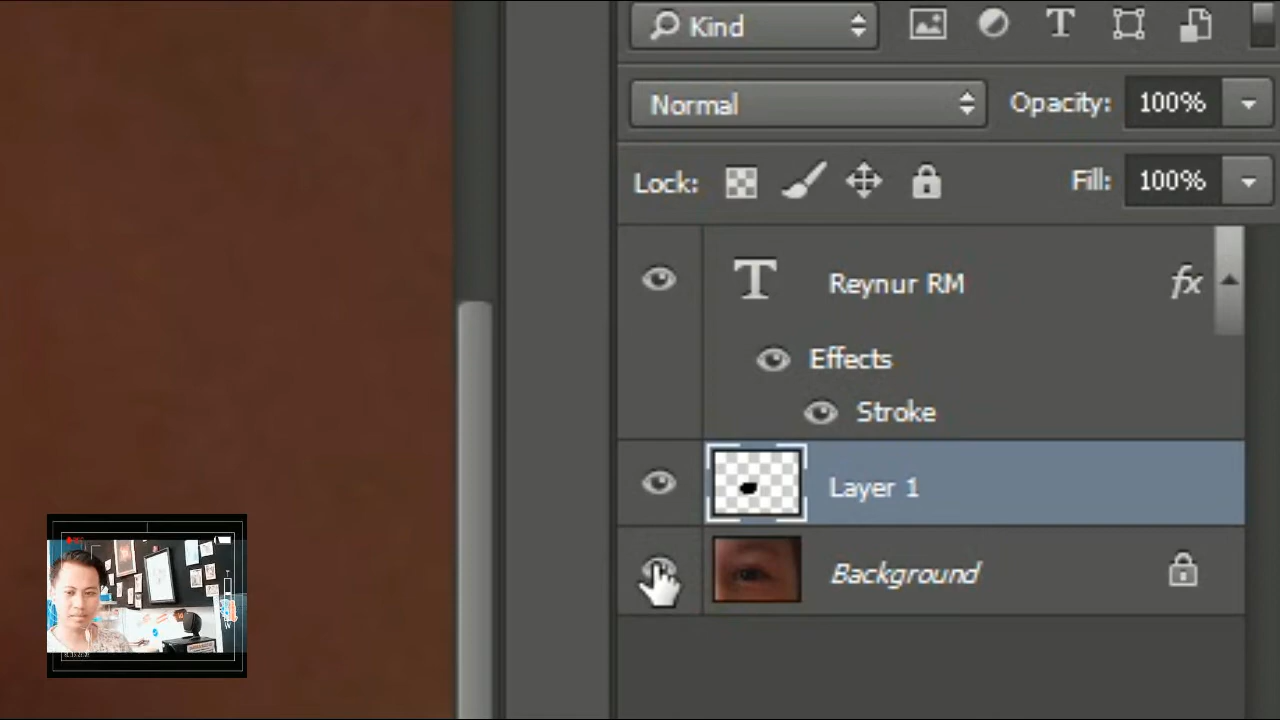 Kind
Normal
Opacity: 100%
Lock:
Fill: 100%
T Reynur RM fx
Effects
Stroke
Layer 1
Background